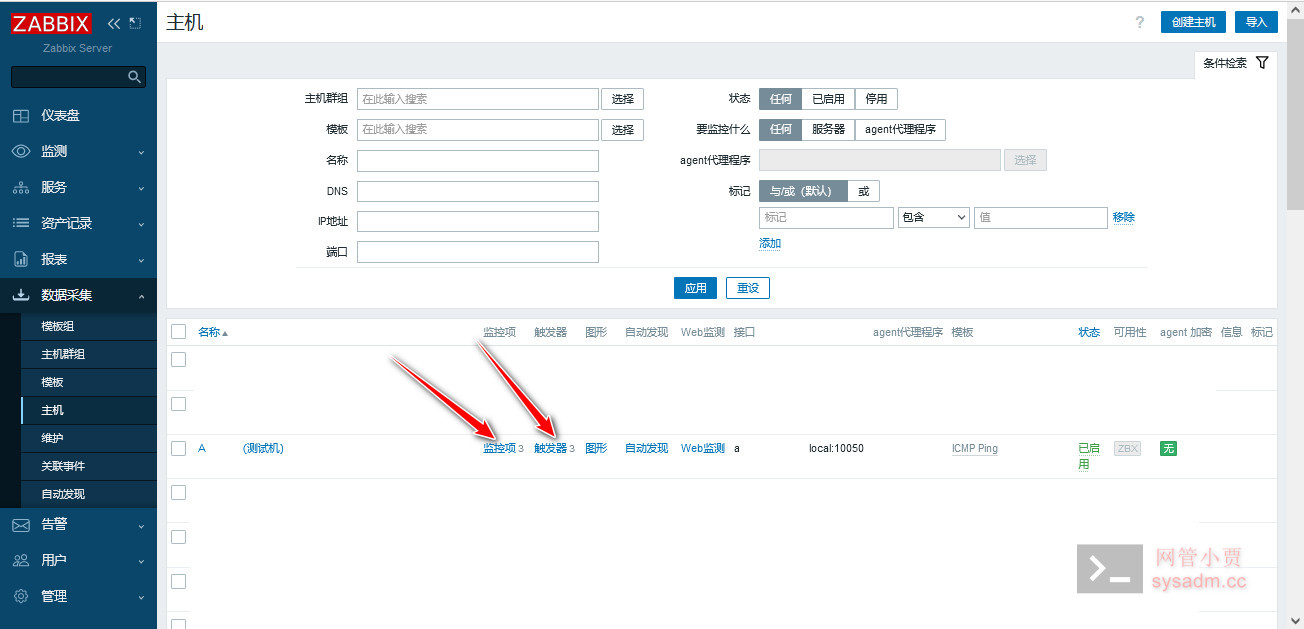 ZABBIX
Zabbix Server
仪表盘
监测
服务
资产记录
报表
数据采集
模板组
主机群组
模板
主机
维护
关联事件
自动发现
告警
用户
管理
主机
?
创建主机
导入
条件检索
主机群组 在此输入搜索 选择
模板 在此输入搜索 选择
名称
DNS
IP地址
端口
状态 任何 已启用 停用
要监控什么 任何 服务器 agent代理程序
agent代理程序 选择
标记 与/或（默认） 或
标记 包含 值 移除
添加
应用 重设
名称 监控项 触发器 图形 自动发现 Web监测 接口 agent代理程序 模板 状态 可用性 agent 加密 信息 标记
A (测试机) 监控项 3 触发器 3 图形 自动发现 Web监测 a local:10050 ICMP Ping 已启用 ZBX 无
网管小贾
sysadm.cc